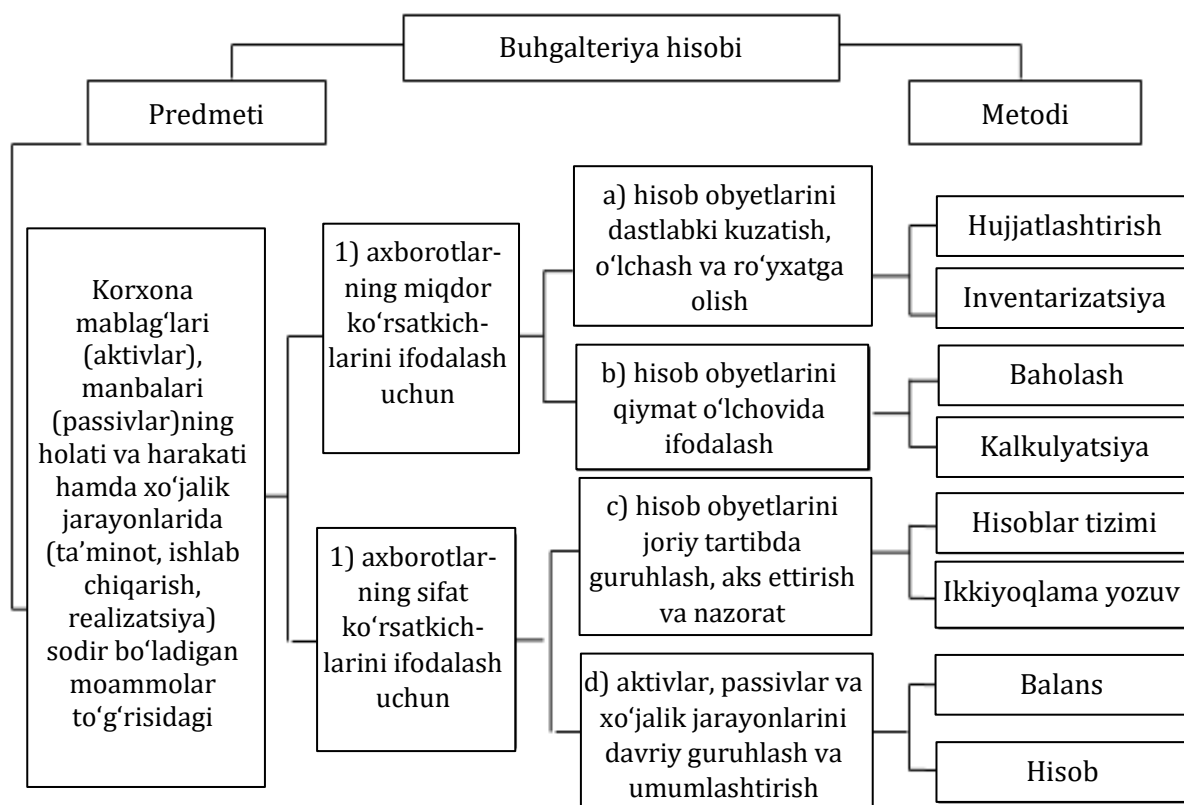 Buhgalteriya hisobi
Predmeti
Metodi
Korxona
mablag‘lari
(aktivlar),
manbalari
(passivlar)ning
holati va harakati
hamda xo‘jalik
jarayonlarida
(ta’minot, ishlab
chiqarish,
realizatsiya)
sodir bo‘ladigan
moammolar
to‘g‘risidagi
1) axborotlar-
ning miqdor
ko‘rsatkich-
larini ifodalash
uchun
1) axborotlar-
ning sifat
ko‘rsatkich-
larini ifodalash
uchun
a) hisob obyetlarini
dastlabki kuzatish,
o‘lchash va ro‘yxatga
olish
b) hisob obyetlarini
qiymat o‘lchovida
ifodalash
c) hisob obyetlarini
joriy tartibda
guruhlash, aks ettirish
va nazorat
d) aktivlar, passivlar va
xo‘jalik jarayonlarini
davriy guruhlash va
umumlashtirish
Hujjatlashtirish
Inventarizatsiya
Baholash
Kalkulyatsiya
Hisoblar tizimi
Ikkiyoqlama yozuv
Balans
Hisob